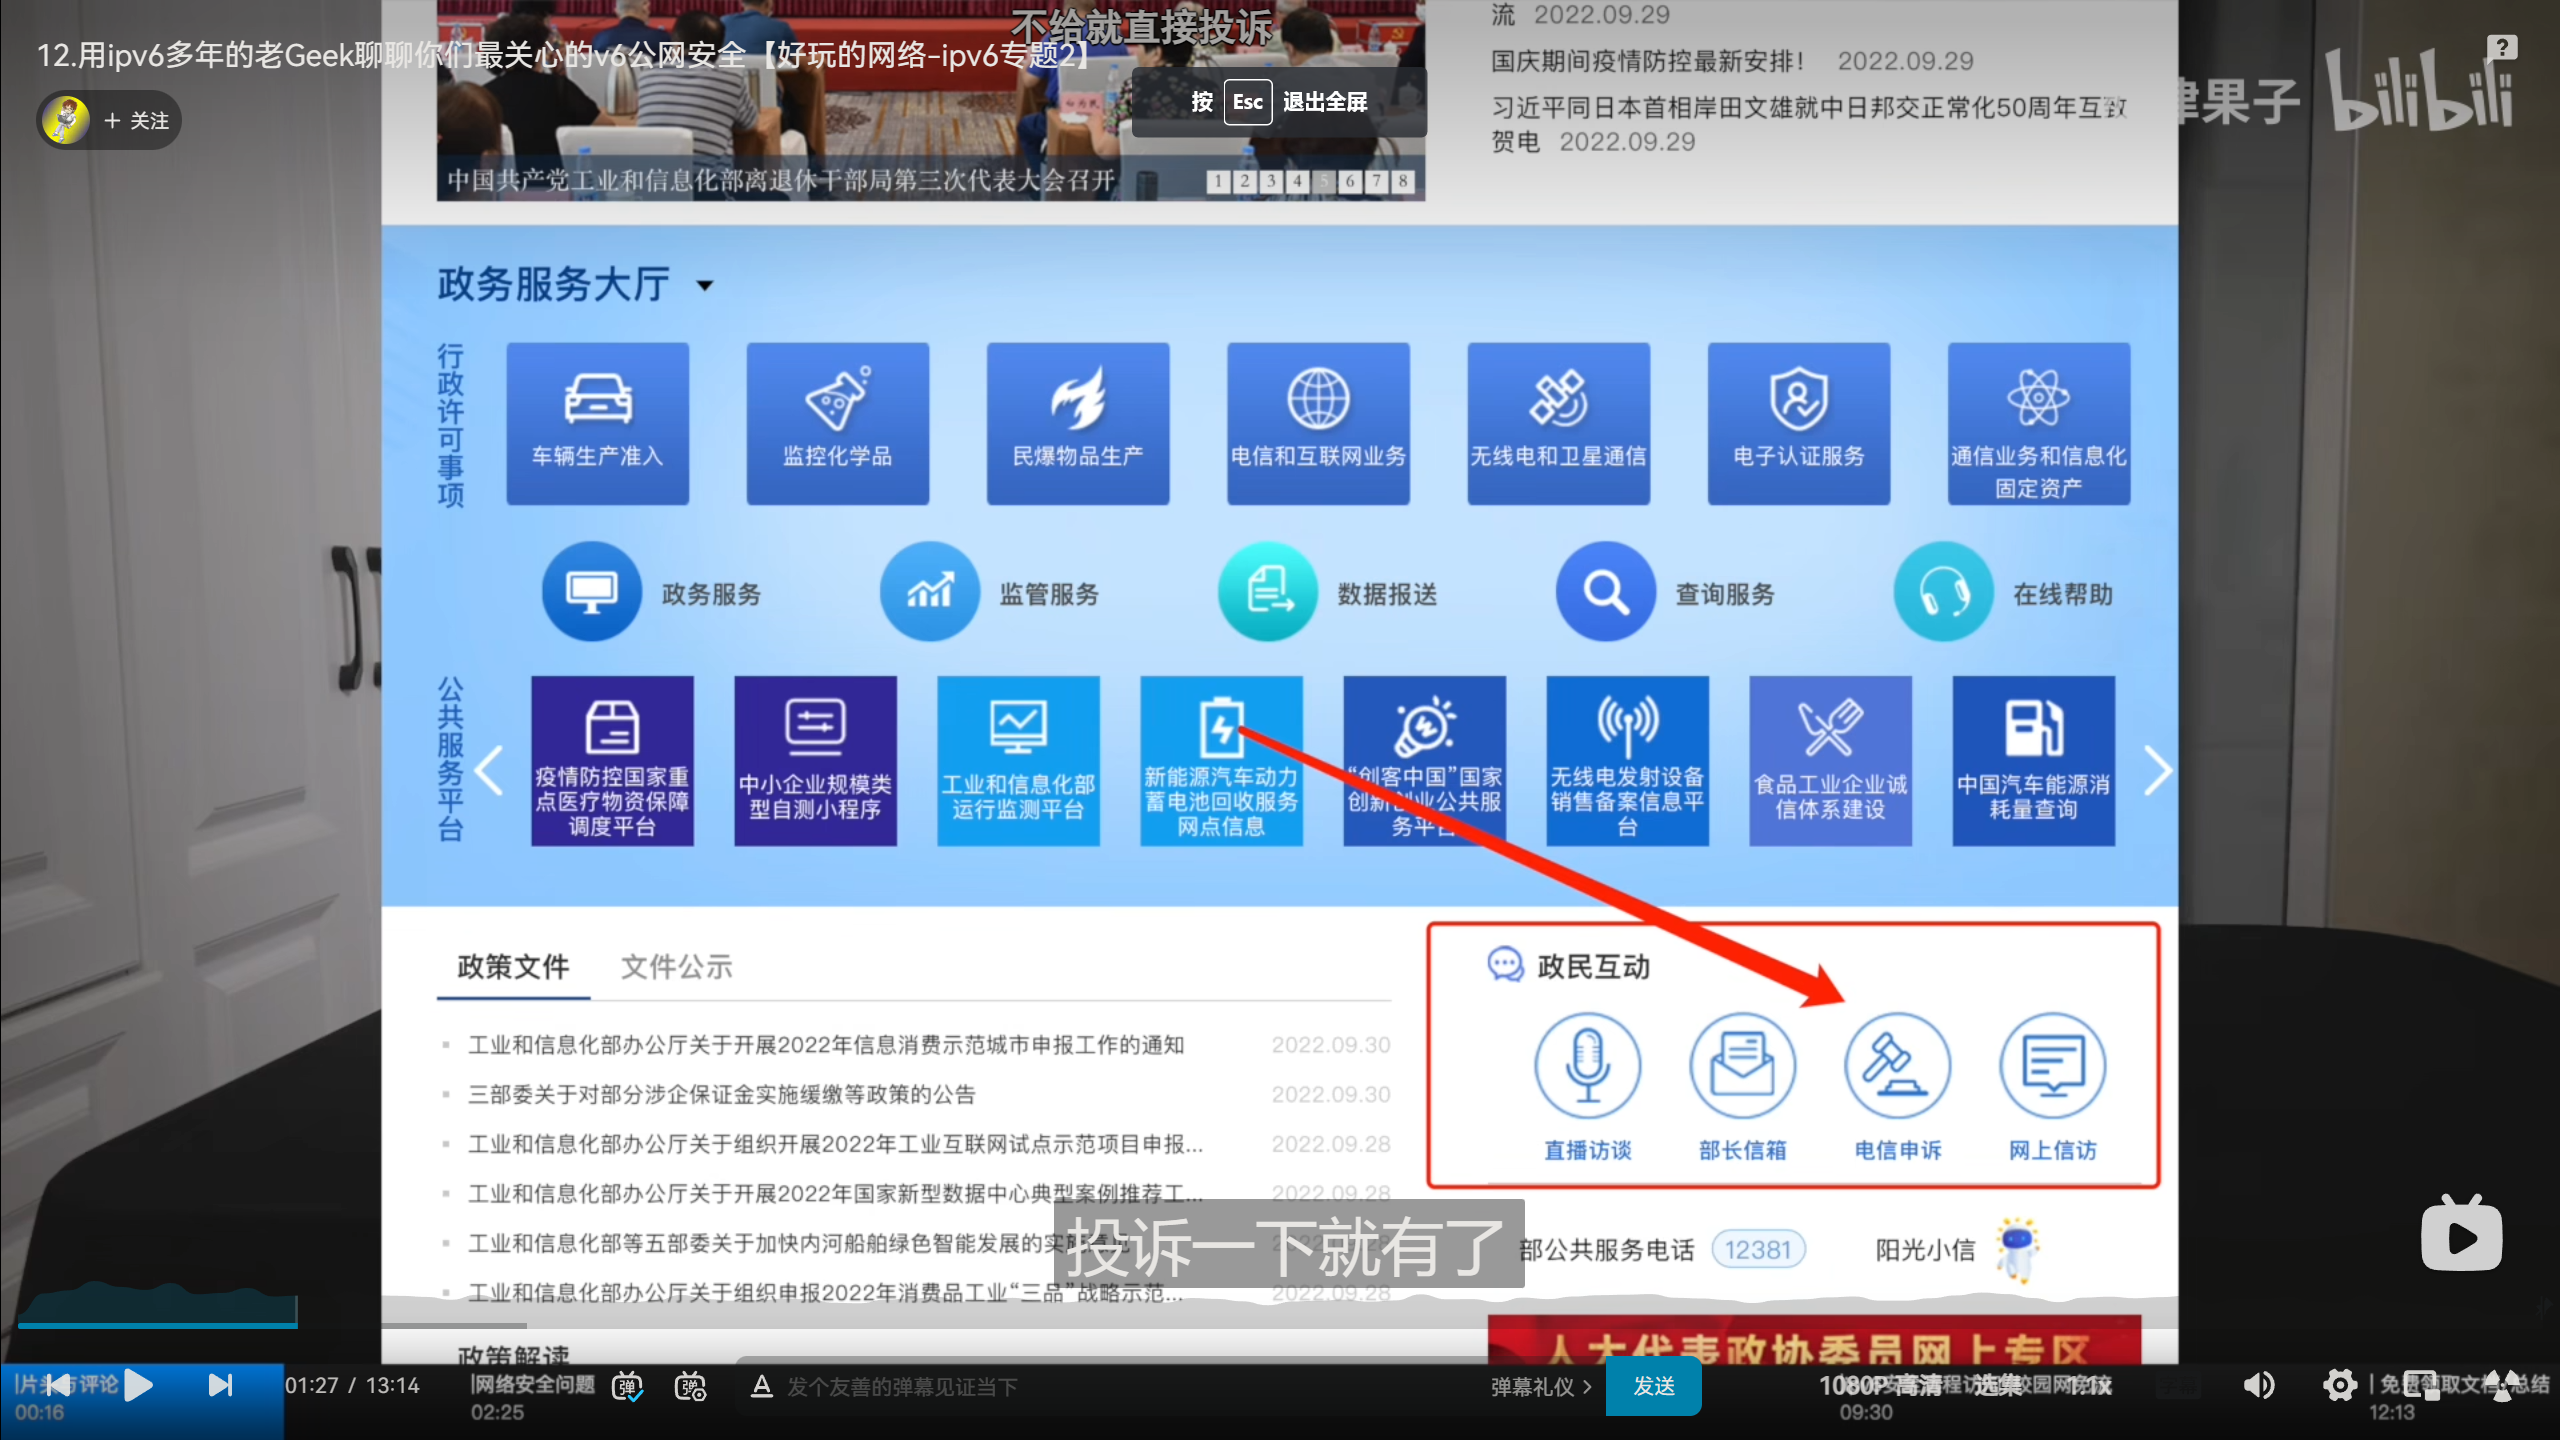 不给就直接投诉
12.用ipv6多年的老Geek聊聊你们最关心的v6公网安全【好玩的网络-ipv6专题2】
+ 关注
按 Esc 退出全屏
中国共产党工业和信息化部离退休干部局第三次代表大会召开
1 2 3 4 5 6 7 8
流 2022.09.29
国庆期间疫情防控最新安排！ 2022.09.29
习近平同日本首相岸田文雄就中日邦交正常化50周年互致
贺电 2022.09.29
果子 bilibili
政务服务大厅
行政许可事项
车辆生产准入
监控化学品
民爆物品生产
电信和互联网业务
无线电和卫星通信
电子认证服务
通信业务和信息化
固定资产
政务服务
监管服务
数据报送
查询服务
在线帮助
公共服务平台
疫情防控国家重
点医疗物资保障
调度平台
中小企业规模类
型自测小程序
工业和信息化部
运行监测平台
新能源汽车动力
蓄电池回收服务
网点信息
“创客中国”国家
创新创业公共服
务平台
无线电发射设备
销售备案信息平
台
食品工业企业诚
信体系建设
中国汽车能源消
耗量查询
政策文件 文件公示
工业和信息化部办公厅关于开展2022年信息消费示范城市申报工作的通知 2022.09.30
三部委关于对部分涉企保证金实施缓缴等政策的公告 2022.09.30
工业和信息化部办公厅关于组织开展2022年工业互联网试点示范项目申报... 2022.09.28
工业和信息化部办公厅关于开展2022年国家新型数据中心典型案例推荐工... 2022.09.28
工业和信息化部等五部委关于加快内河船舶绿色智能发展的实施意见
工业和信息化部办公厅关于组织申报2022年消费品工业“三品”战略示范... 2022.09.28
政民互动
直播访谈
部长信箱
电信申诉
网上信访
部公共服务电话 12381 阳光小信
投诉一下就有了
政策解读
人大代表政协委员网上专区
01:27 / 13:14
00:16
网络安全问题
02:25
发个友善的弹幕见证当下
弹幕礼仪 >
发送
1080P 高清
选集
09:30
12:13